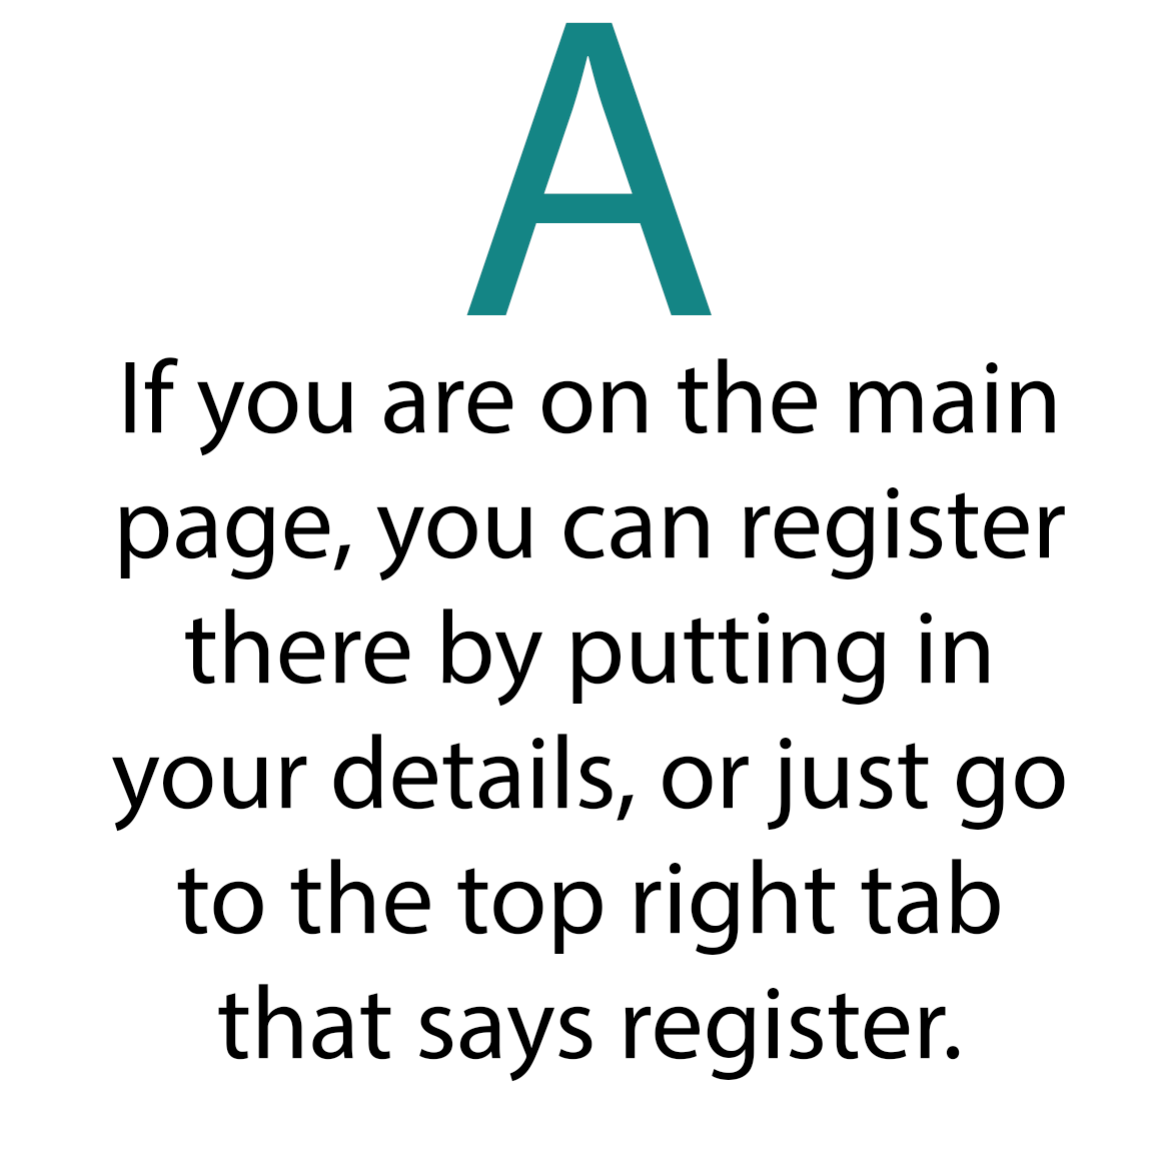 A
If you are on the main
page, you can register
there by putting in
your details, or just go
to the top right tab
that says register.